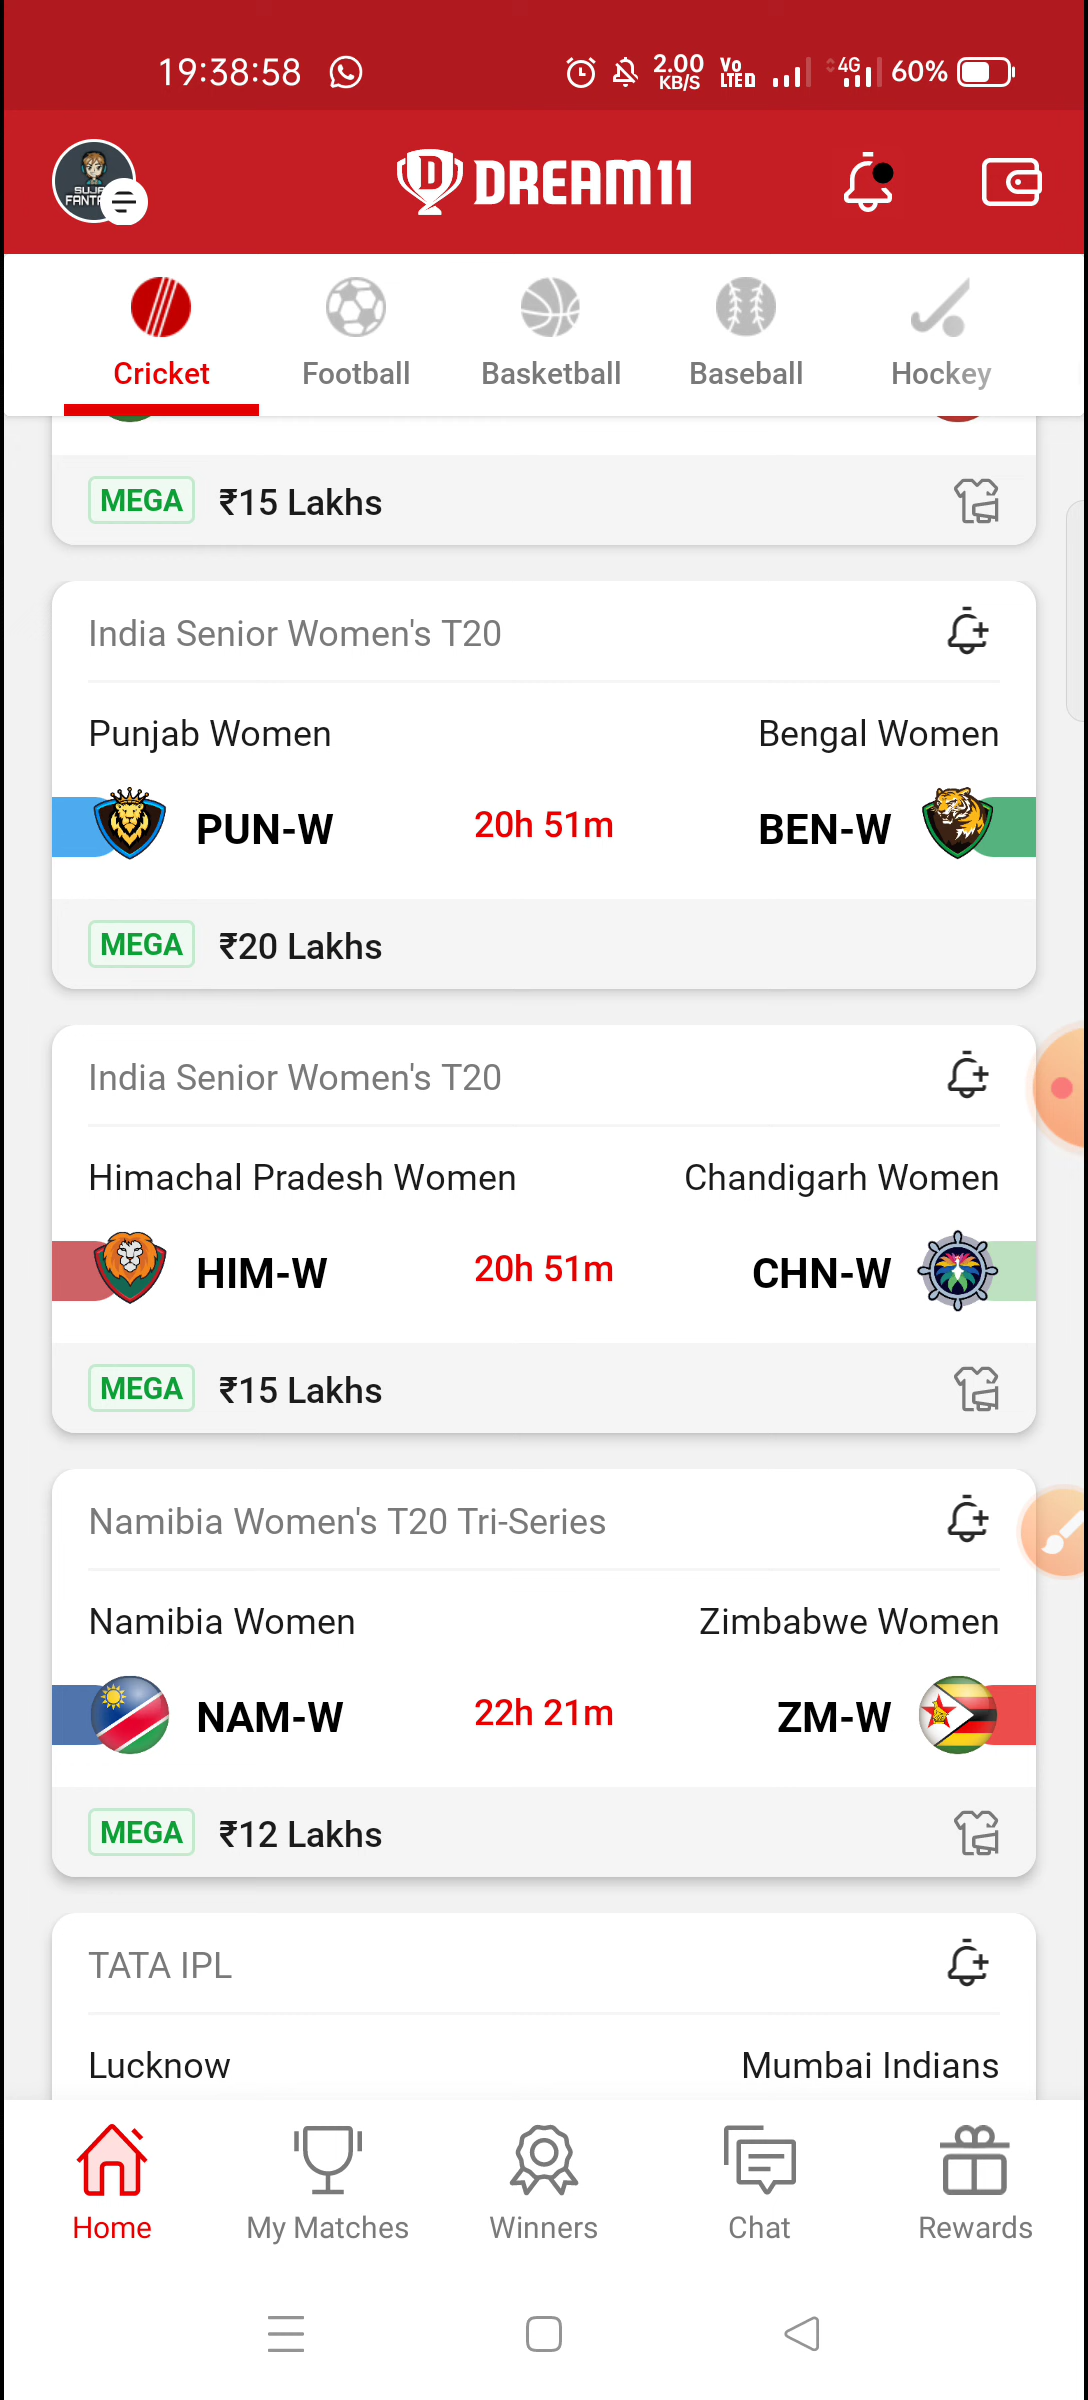 19:38:58 2.00 KB/S Vo LTED 4G 60%
DREAM11
Cricket Football Basketball Baseball Hockey
MEGA ₹15 Lakhs
India Senior Women's T20
Punjab Women Bengal Women
PUN-W 20h 51m BEN-W
MEGA ₹20 Lakhs
India Senior Women's T20
Himachal Pradesh Women Chandigarh Women
HIM-W 20h 51m CHN-W
MEGA ₹15 Lakhs
Namibia Women's T20 Tri-Series
Namibia Women Zimbabwe Women
NAM-W 22h 21m ZM-W
MEGA ₹12 Lakhs
TATA IPL
Lucknow Mumbai Indians
Home My Matches Winners Chat Rewards